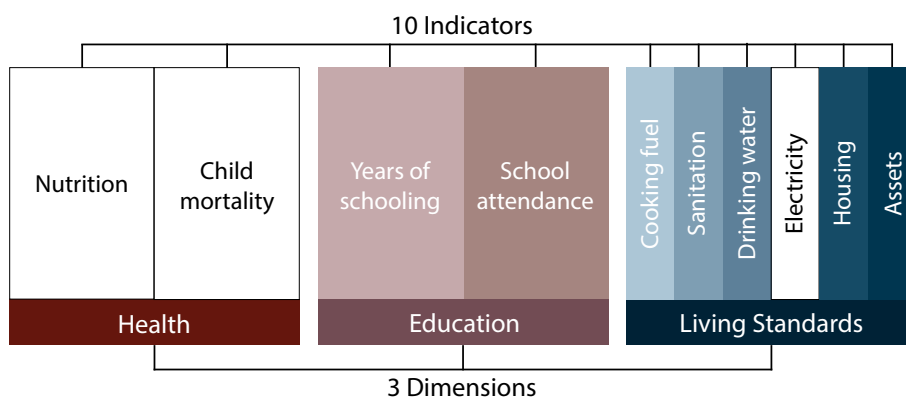 10 Indicators
Nutrition
Child
mortality
Years of
schooling
School
attendance
Cooking fuel
Sanitation
Drinking water
Electricity
Housing
Assets
Health
Education
Living Standards
3 Dimensions